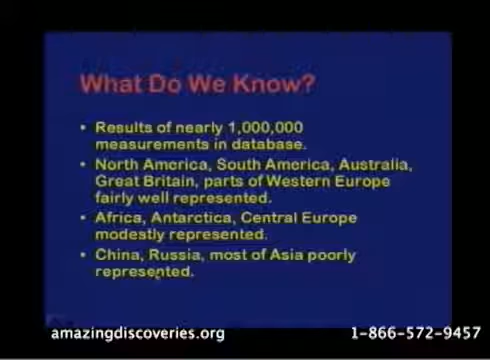 What Do We Know?
• Results of nearly 1,000,000
measurements in database.
• North America, South America, Australia,
Great Britain, parts of Western Europe
fairly well represented.
• Africa, Antarctica, Central Europe
modestly represented.
• China, Russia, most of Asia poorly
represented.
amazingdiscoveries.org 1-866-572-9457